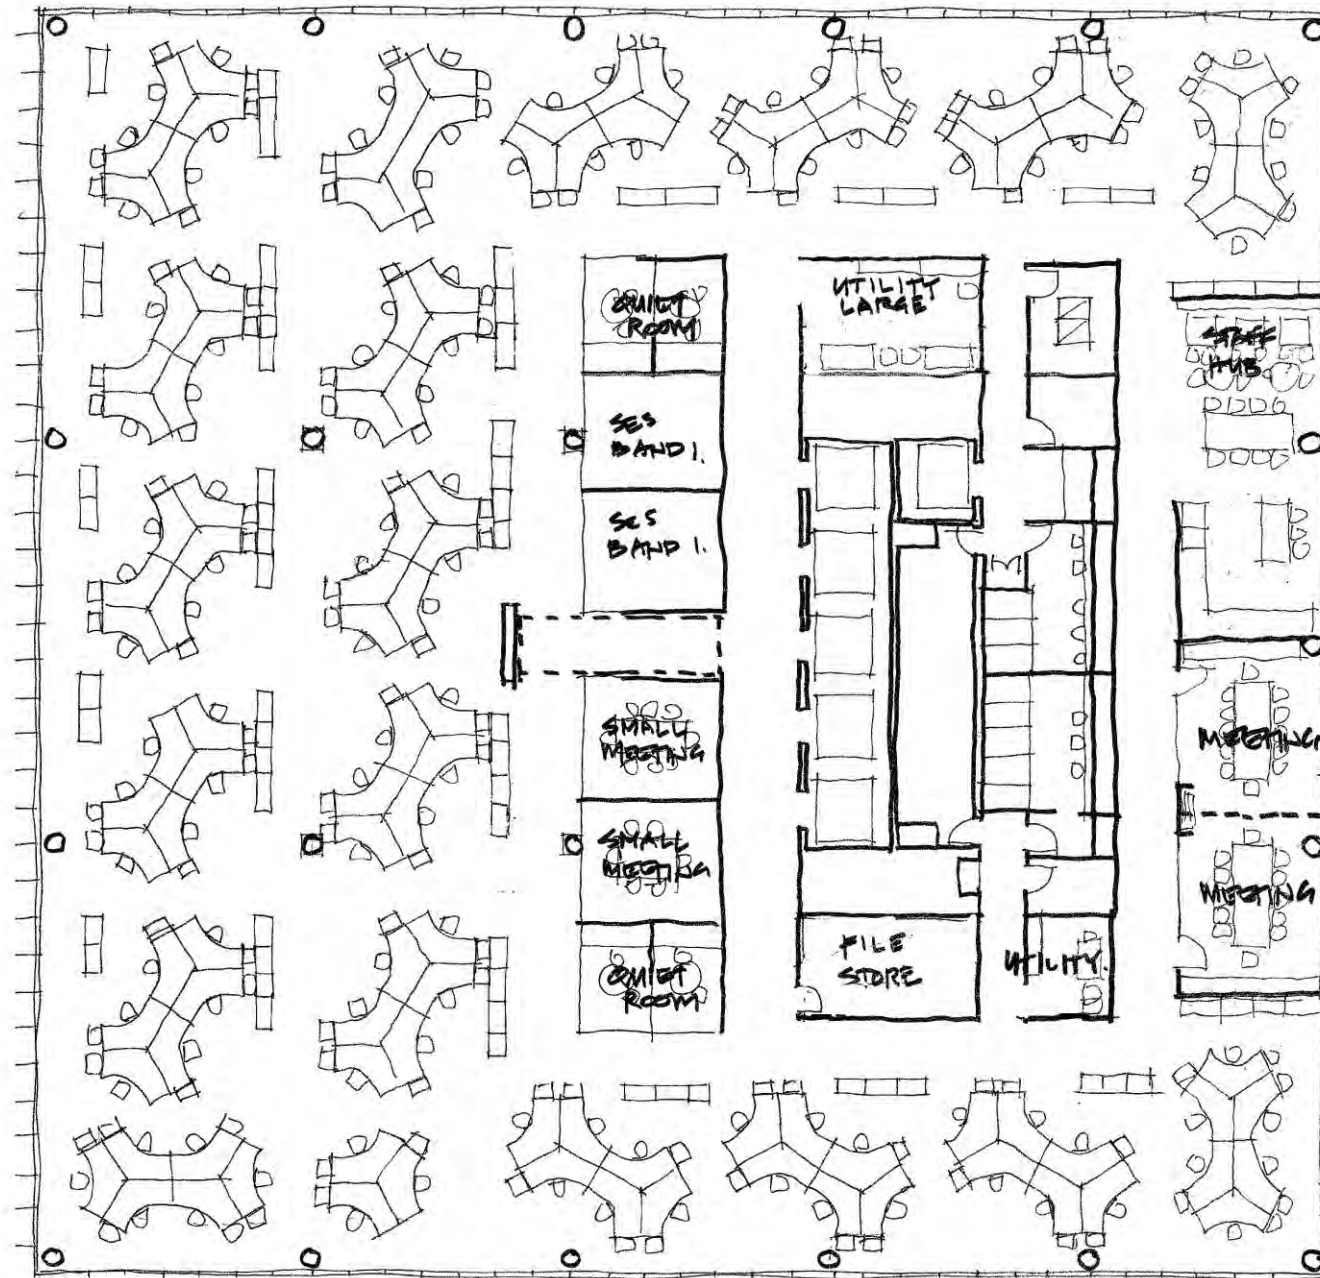 QUIET
ROOM
UTILITY
LARGE
STAFF
HUB
SES
BAND 1.
SES
BAND 1.
SMALL
MEETING
MEETING
SMALL
MEETING
MEETING
FILE
STORE
UTILITY.
QUIET
ROOM